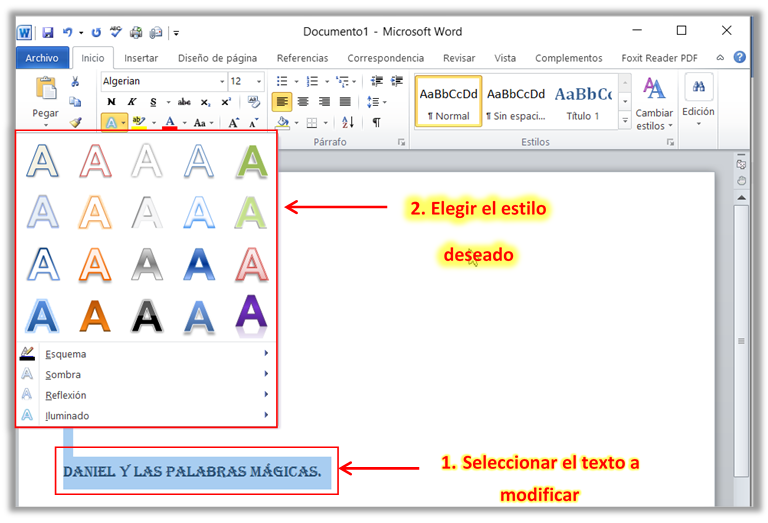 Documento1 - Microsoft Word
Archivo Inicio Insertar Diseño de página Referencias Correspondencia Revisar Vista Complementos Foxit Reader PDF
Algerian 12
AaBbCcDd AaBbCcDd AaBbCc
Pegar
N K S abc x₂ x²
¶ Normal ¶ Sin espaci... Título 1
Cambiar estilos
Edición
A ab A Aa A A
Párrafo Estilos
2. Elegir el estilo
deseado
Esquema
Sombra
Reflexión
Iluminado
DANIEL Y LAS PALABRAS MÁGICAS.
1. Seleccionar el texto a
modificar